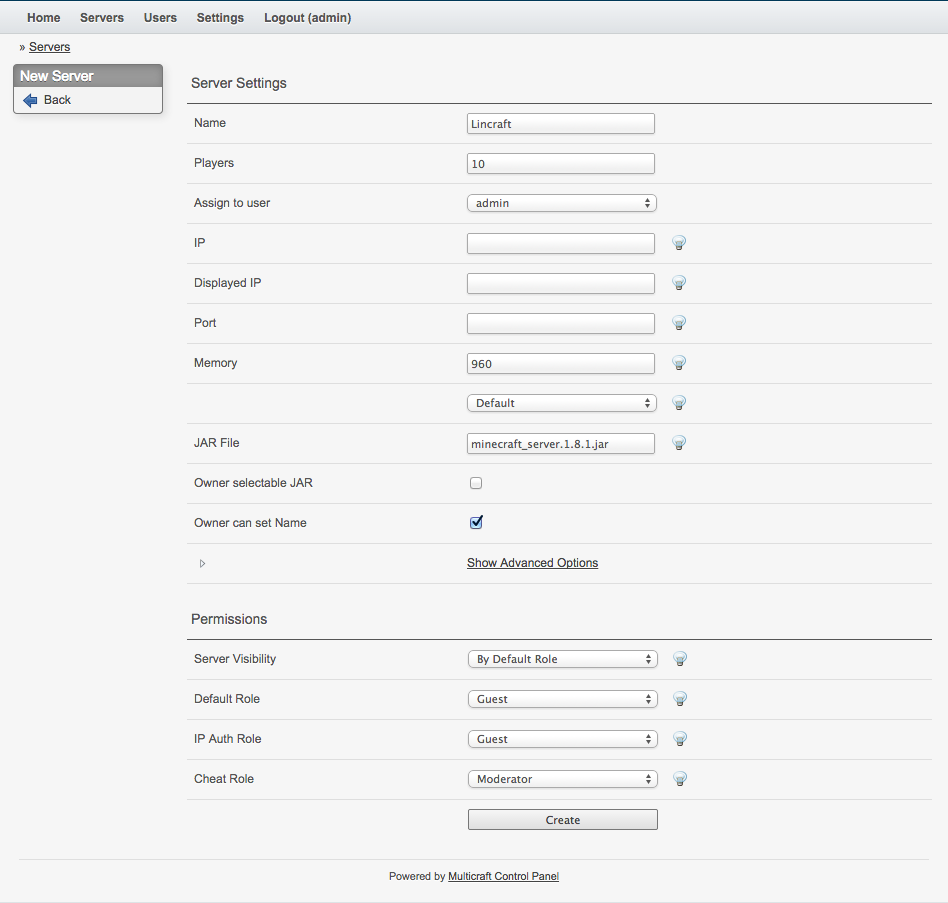 Home Servers Users Settings Logout (admin)
» Servers
New Server
Back
Server Settings
Name Lincraft
Players 10
Assign to user admin
IP
Displayed IP
Port
Memory 960
Default
JAR File minecraft_server.1.8.1.jar
Owner selectable JAR
Owner can set Name
Show Advanced Options
Permissions
Server Visibility By Default Role
Default Role Guest
IP Auth Role Guest
Cheat Role Moderator
Create
Powered by Multicraft Control Panel